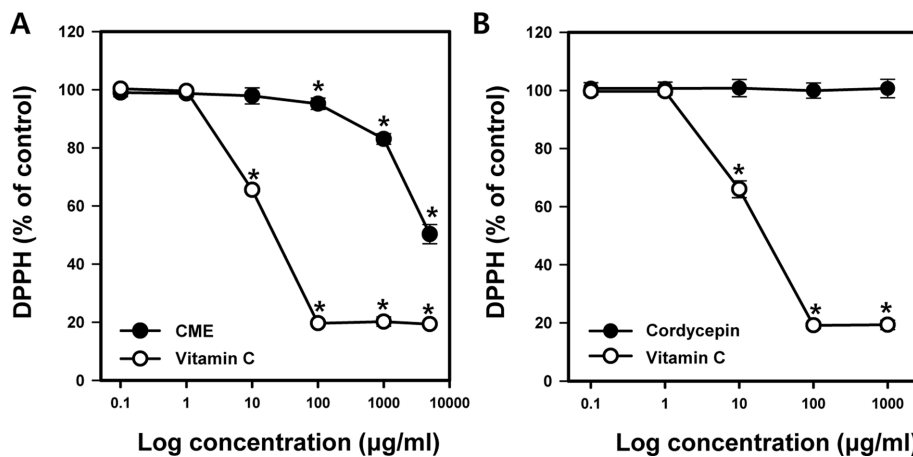 A
120
100
80
60
40
20
0
DPPH (% of control)
*
*
*
*
*
*
*
CME
Vitamin C
0.1 1 10 100 1000 10000
Log concentration (μg/ml)
B
120
100
80
60
40
20
0
DPPH (% of control)
*
*
*
Cordycepin
Vitamin C
0.1 1 10 100 1000
Log concentration (μg/ml)